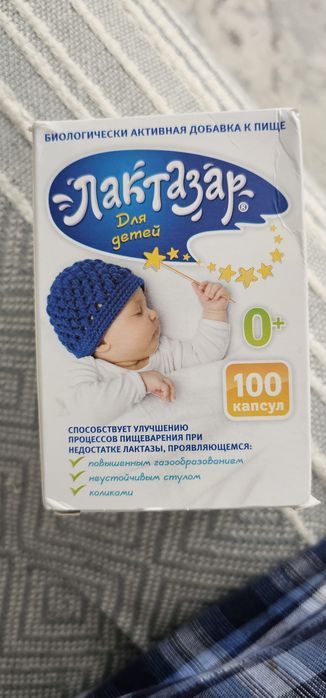 БИОЛОГИЧЕСКИ АКТИВНАЯ ДОБАВКА К ПИЩЕ
Лактазар®
Для
детей
0+
100
капсул
СПОСОБСТВУЕТ УЛУЧШЕНИЮ
ПРОЦЕССОВ ПИЩЕВАРЕНИЯ ПРИ
НЕДОСТАТКЕ ЛАКТАЗЫ, ПРОЯВЛЯЮЩЕМСЯ:
повышенным газообразованием
неустойчивым стулом
коликами